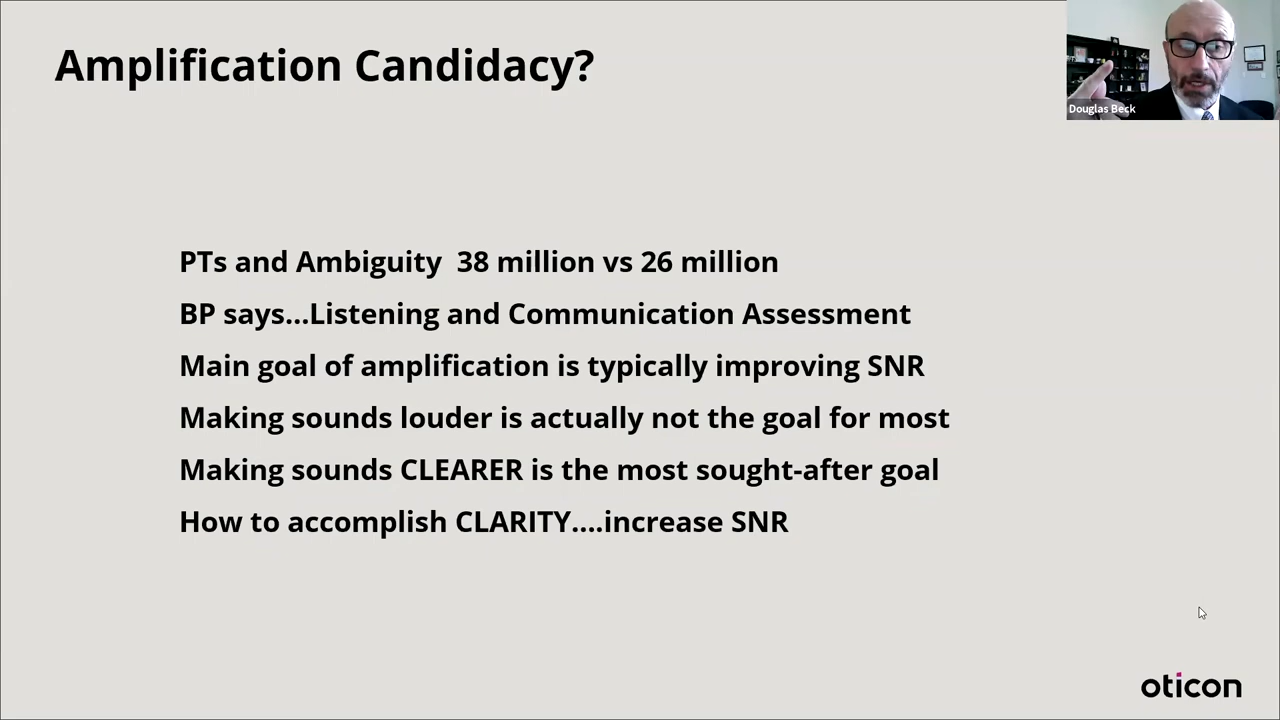 Amplification Candidacy?
Douglas Beck
PTs and Ambiguity  38 million vs 26 million
BP says...Listening and Communication Assessment
Main goal of amplification is typically improving SNR
Making sounds louder is actually not the goal for most
Making sounds CLEARER is the most sought-after goal
How to accomplish CLARITY....increase SNR
oticon